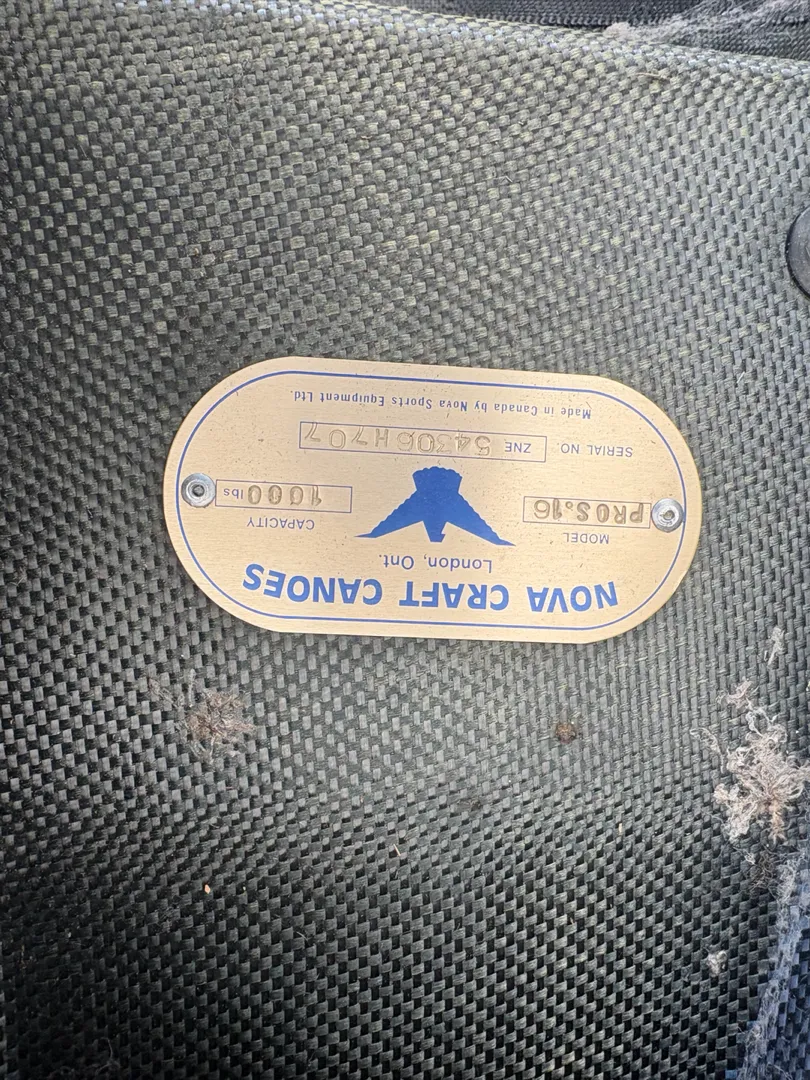 NOVA CRAFT CANOES
London, Ont.
MODEL
PROS.16
CAPACITY
1000 lbs
SERIAL NO. ZNE 54306H707
Made in Canada by Nova Sports Equipment Ltd.